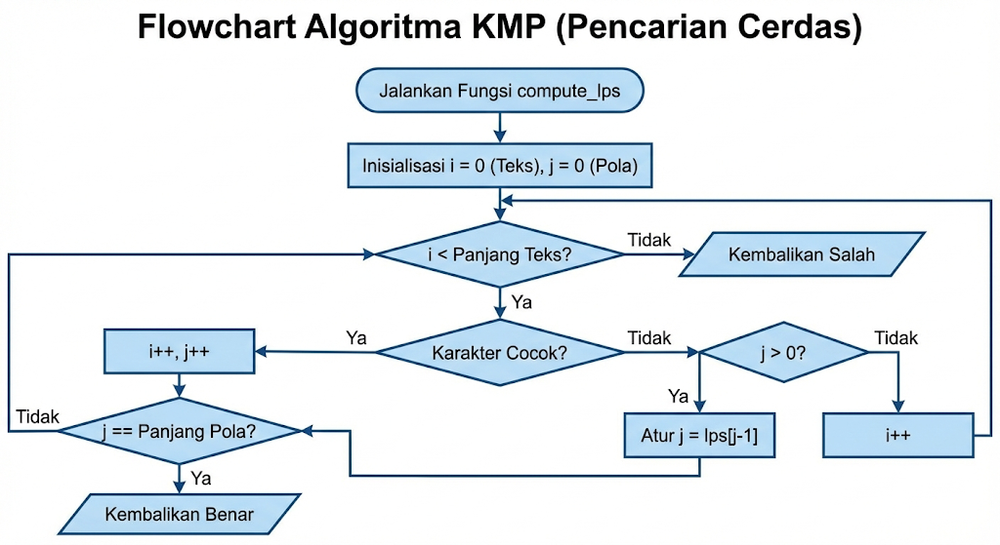 Flowchart Algoritma KMP (Pencarian Cerdas)
Jalankan Fungsi compute_lps
Inisialisasi i = 0 (Teks), j = 0 (Pola)
i < Panjang Teks?
Tidak
Kembalikan Salah
Ya
Karakter Cocok?
Ya
i++, j++
Tidak
j > 0?
Tidak
Ya
Atur j = lps[j-1]
i++
j == Panjang Pola?
Tidak
Ya
Kembalikan Benar